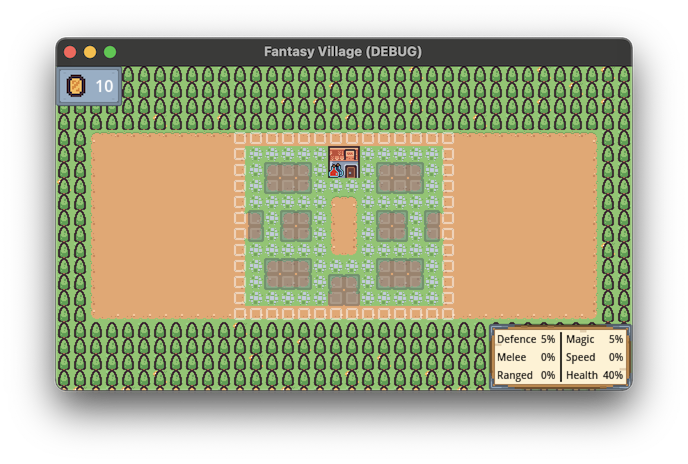 Fantasy Village (DEBUG)
10
Defence 5% Magic 5%
Melee 0% Speed 0%
Ranged 0% Health 40%